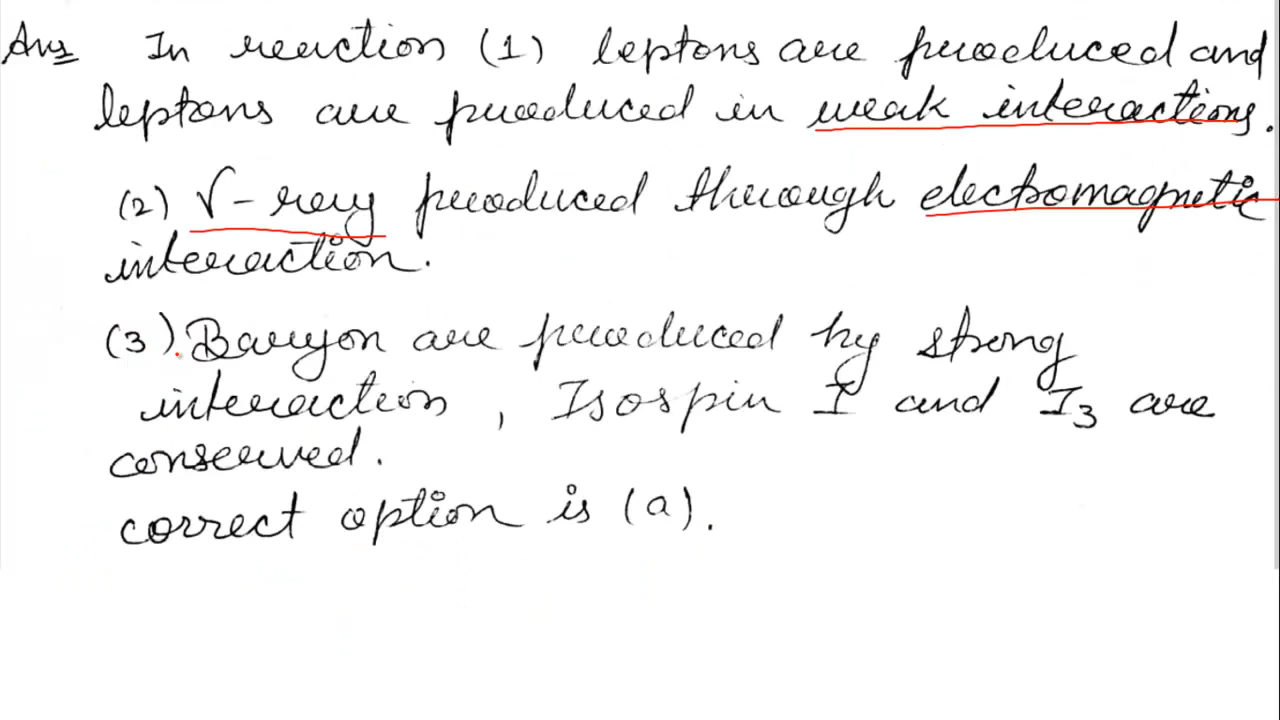 Ans In reaction (1) leptons are produced and
leptons are produced in weak interactions.
(2) γ-ray produced through electromagnetic
interaction.
(3). Baryon are produced by strong
interaction, Isospin I and I₃ are
conserved.
correct option is (a).